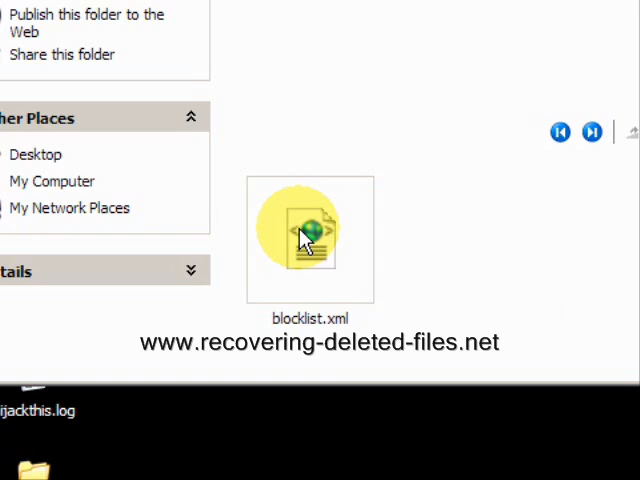 Publish this folder to the
Web
Share this folder
her Places
Desktop
My Computer
My Network Places
tails
blocklist.xml
www.recovering-deleted-files.net
ijackthis.log